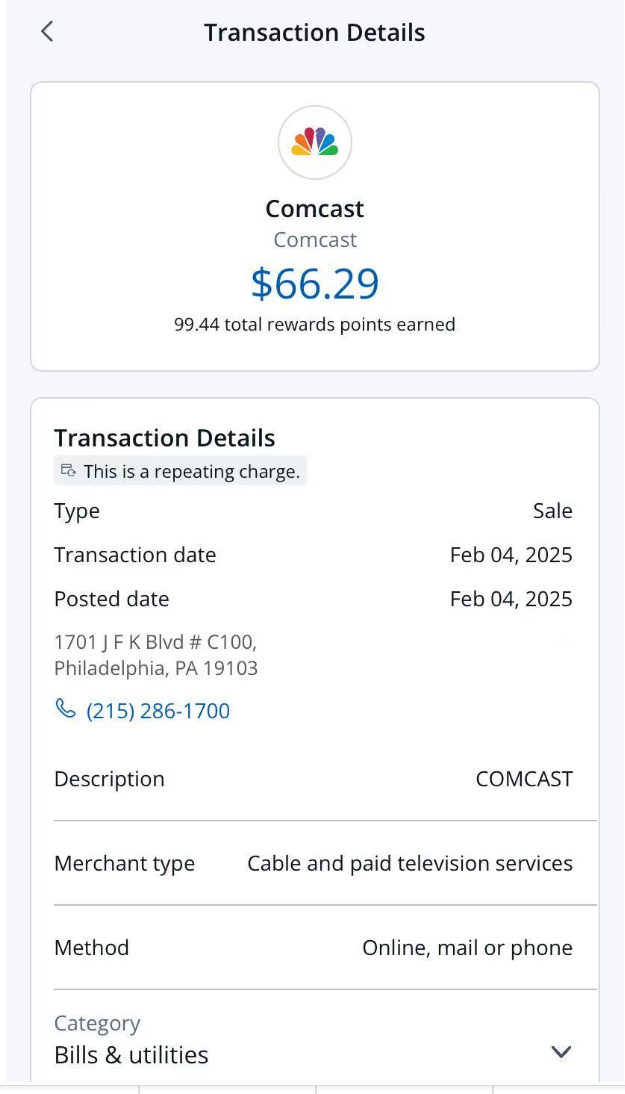 Transaction Details
Comcast
Comcast
$66.29
99.44 total rewards points earned
Transaction Details
This is a repeating charge.
Type Sale
Transaction date Feb 04, 2025
Posted date Feb 04, 2025
1701 J F K Blvd # C100,
Philadelphia, PA 19103
(215) 286-1700
Description COMCAST
Merchant type Cable and paid television services
Method Online, mail or phone
Category
Bills & utilities